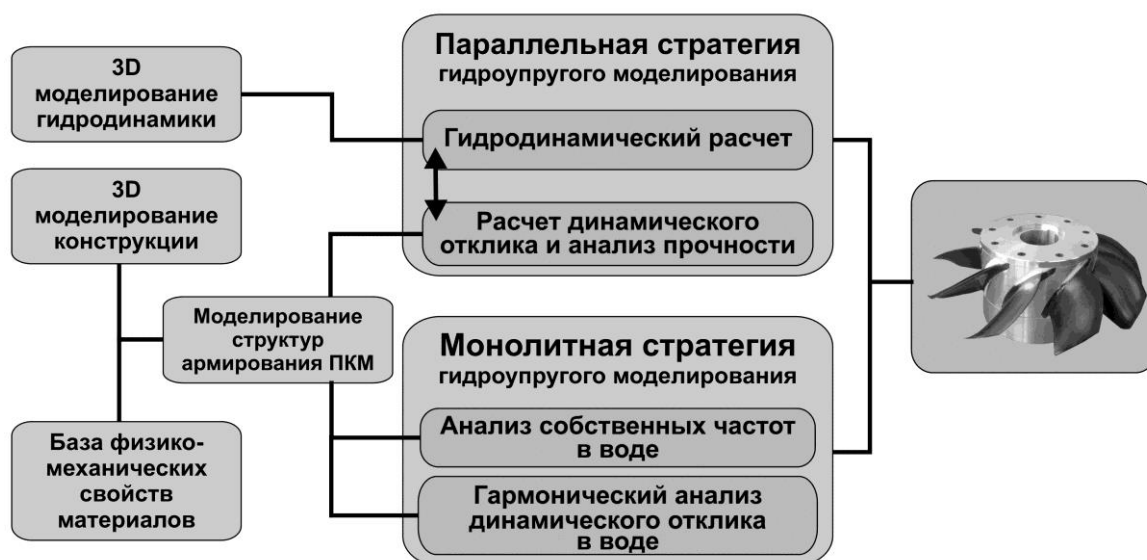 3D
моделирование
гидродинамики
3D
моделирование
конструкции
База физико-
механических
свойств
материалов
Моделирование
структур
армирования ПКМ
Параллельная стратегия
гидроупругого моделирования
Гидродинамический расчет
Расчет динамического
отклика и анализ прочности
Монолитная стратегия
гидроупругого моделирования
Анализ собственных частот
в воде
Гармонический анализ
динамического отклика
в воде